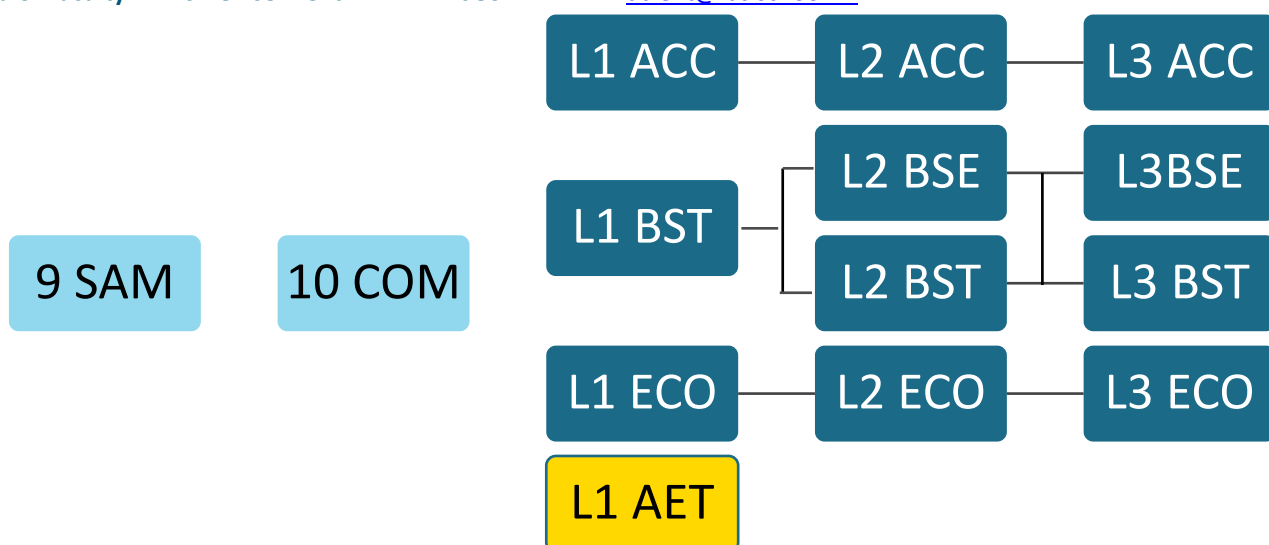 L1 ACC
L2 ACC
L3 ACC
L2 BSE
L3BSE
L1 BST
9 SAM
10 COM
L2 BST
L3 BST
L1 ECO
L2 ECO
L3 ECO
L1 AET